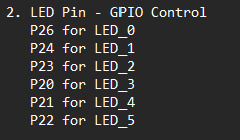 2. LED Pin - GPIO Control
P26 for LED_0
P24 for LED_1
P23 for LED_2
P20 for LED_3
P21 for LED_4
P22 for LED_5